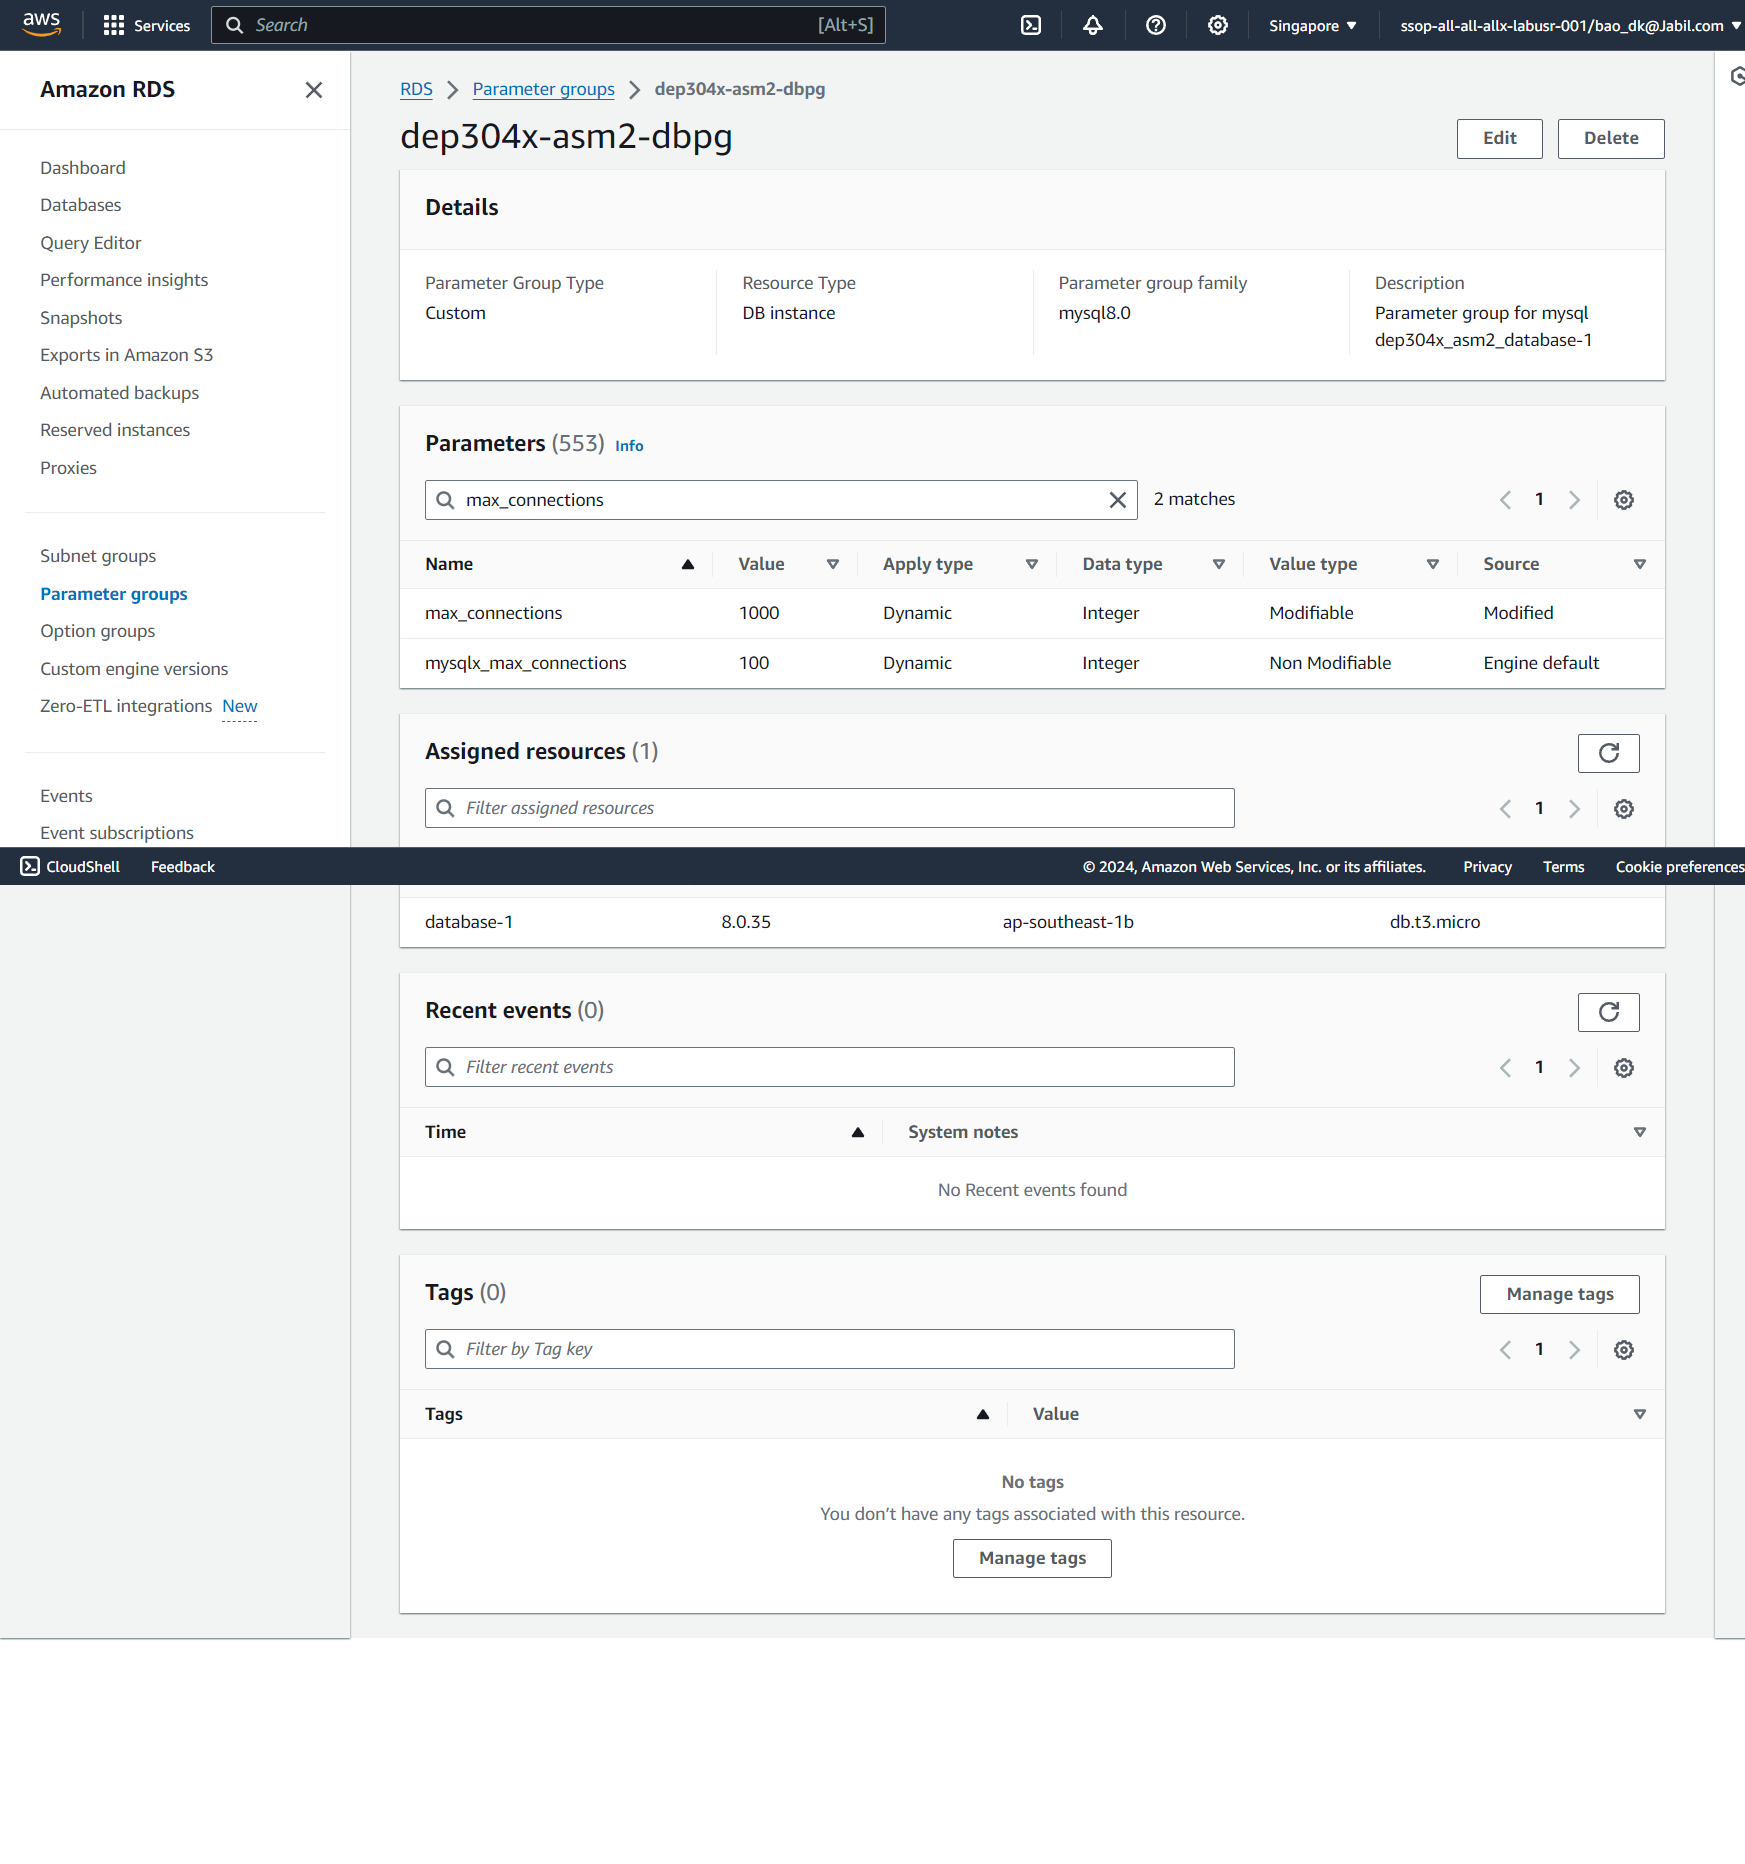 aws
Services
Search
[Alt+S]
Singapore
ssop-all-all-allx-labusr-001/bao_dk@Jabil.com
Amazon RDS
Dashboard
Databases
Query Editor
Performance insights
Snapshots
Exports in Amazon S3
Automated backups
Reserved instances
Proxies
Subnet groups
Parameter groups
Option groups
Custom engine versions
Zero-ETL integrations New
Events
Event subscriptions
RDS > Parameter groups > dep304x-asm2-dbpg
dep304x-asm2-dbpg
Edit
Delete
Details
Parameter Group Type
Custom
Resource Type
DB instance
Parameter group family
mysql8.0
Description
Parameter group for mysql
dep304x_asm2_database-1
Parameters (553) Info
max_connections
2 matches
1
Name Value Apply type Data type Value type Source
max_connections 1000 Dynamic Integer Modifiable Modified
mysqlx_max_connections 100 Dynamic Integer Non Modifiable Engine default
Assigned resources (1)
Filter assigned resources
1
CloudShell Feedback © 2024, Amazon Web Services, Inc. or its affiliates. Privacy Terms Cookie preferences
database-1 8.0.35 ap-southeast-1b db.t3.micro
Recent events (0)
Filter recent events
1
Time System notes
No Recent events found
Tags (0)
Manage tags
Filter by Tag key
1
Tags Value
No tags
You don't have any tags associated with this resource.
Manage tags